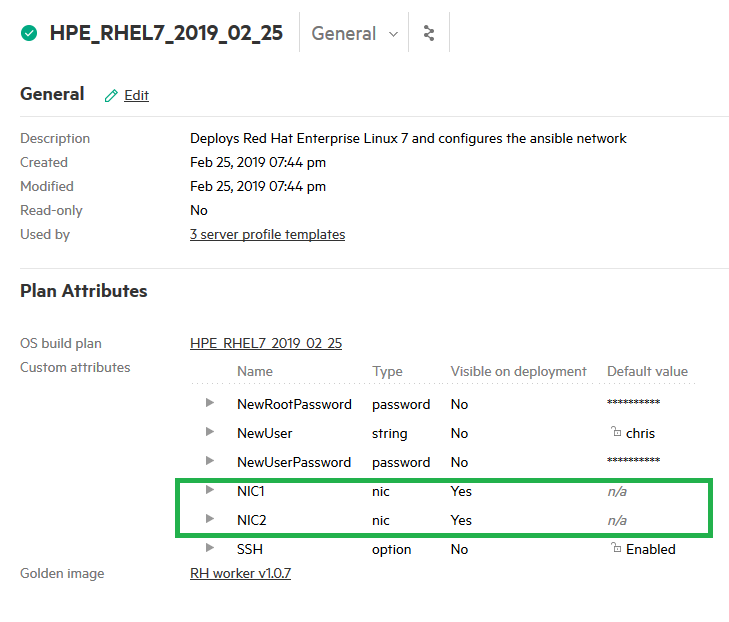 HPE_RHEL7_2019_02_25 General
General Edit
Description Deploys Red Hat Enterprise Linux 7 and configures the ansible network
Created Feb 25, 2019 07:44 pm
Modified Feb 25, 2019 07:44 pm
Read-only No
Used by 3 server profile templates
Plan Attributes
OS build plan HPE_RHEL7_2019_02_25
Custom attributes
Name Type Visible on deployment Default value
NewRootPassword password No **********
NewUser string No chris
NewUserPassword password No **********
NIC1 nic Yes n/a
NIC2 nic Yes n/a
SSH option No Enabled
Golden image RH worker v1.0.7